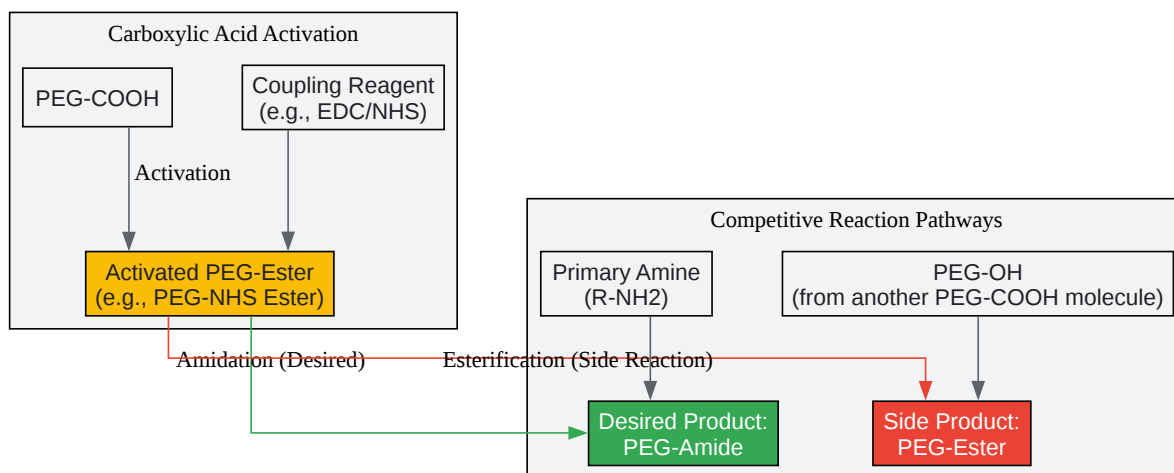 Carboxylic Acid Activation
PEG-COOH
Coupling Reagent
(e.g., EDC/NHS)
Activation
Activated PEG-Ester
(e.g., PEG-NHS Ester)
Competitive Reaction Pathways
Primary Amine
(R-NH2)
PEG-OH
(from another PEG-COOH molecule)
Amidation (Desired)
Esterification (Side Reaction)
Desired Product:
PEG-Amide
Side Product:
PEG-Ester